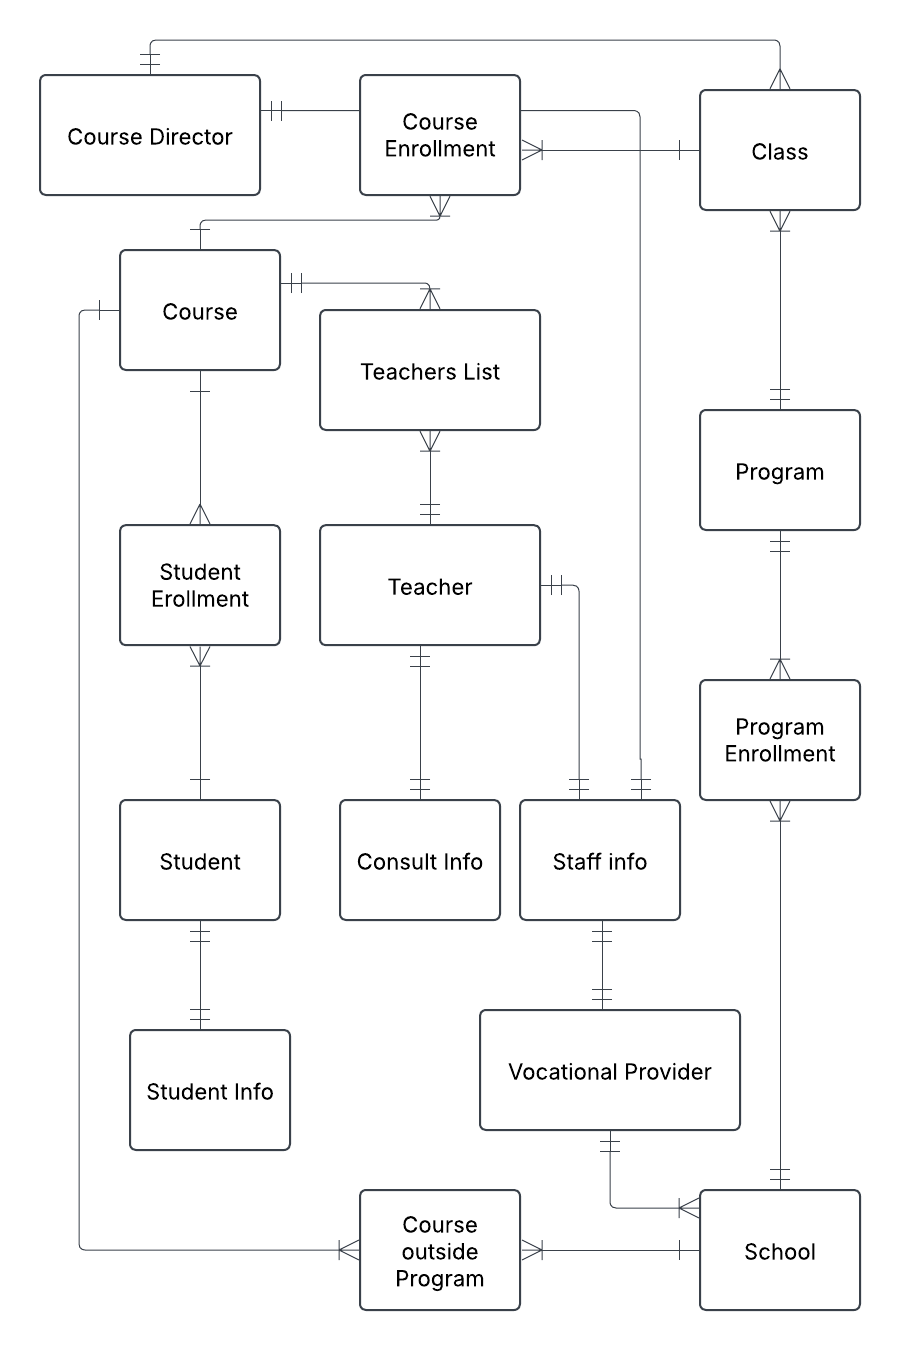 Course Director
Course
Enrollment
Class
Course
Teachers List
Program
Student
Erollment
Teacher
Program
Enrollment
Student
Consult Info
Staff info
Student Info
Vocational Provider
Course
outside
Program
School